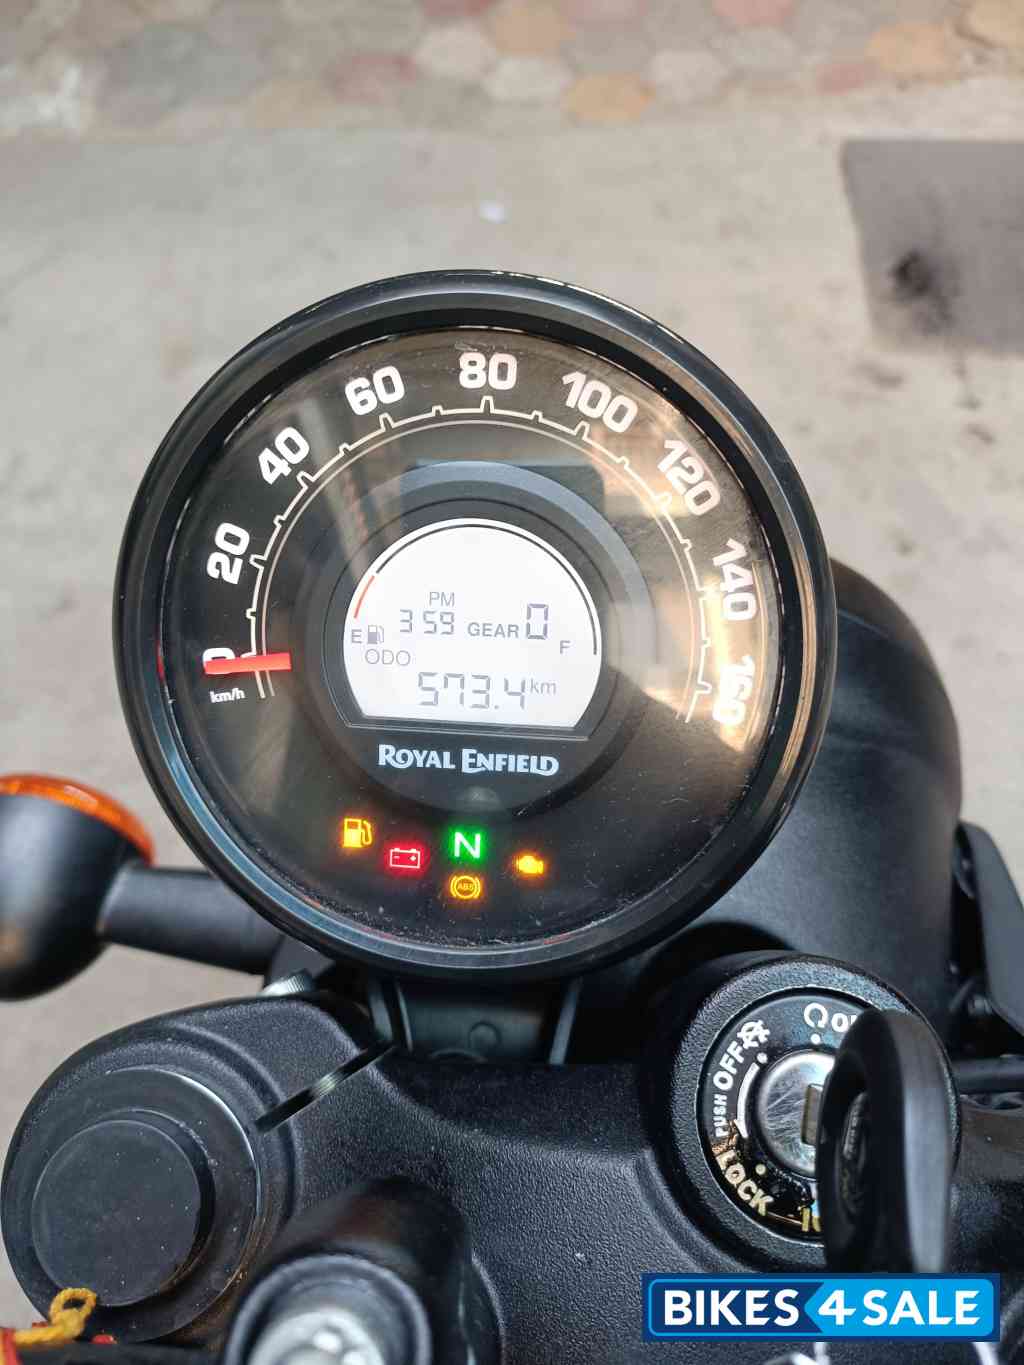 0
20
40
60
80
100
120
140
160
km/h
PM
3 59 GEAR 0
E F
ODO
573.4 km
ROYAL ENFIELD
N
ABS
OFF
PUSH
LOCK
BIKES4SALE